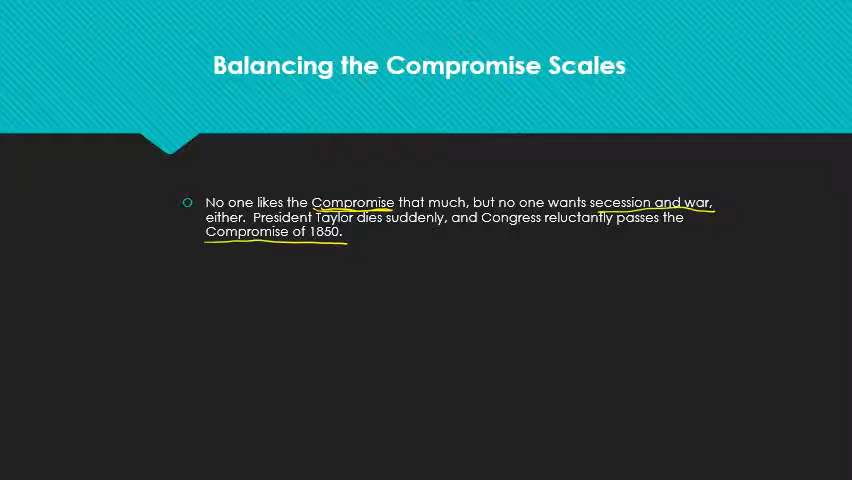 Balancing the Compromise Scales
No one likes the Compromise that much, but no one wants secession and war,
either.  President Taylor dies suddenly, and Congress reluctantly passes the
Compromise of 1850.